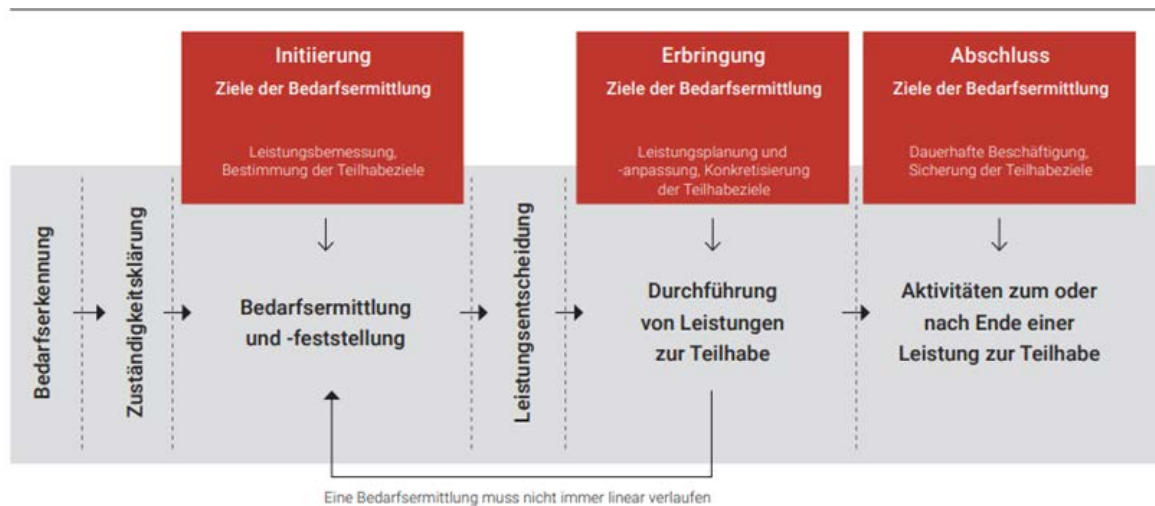 Initiierung
Ziele der Bedarfsermittlung
Leistungsbemessung,
Bestimmung der Teilhabeziele
Erbringung
Ziele der Bedarfsermittlung
Leistungsplanung und
-anpassung, Konkretisierung
der Teilhabeziele
Abschluss
Ziele der Bedarfsermittlung
Dauerhafte Beschäftigung,
Sicherung der Teilhabeziele
Bedarfserkennung
Zuständigkeitsklärung
Bedarfsermittlung
und -feststellung
Leistungsentscheidung
Durchführung
von Leistungen
zur Teilhabe
Aktivitäten zum oder
nach Ende einer
Leistung zur Teilhabe
Eine Bedarfsermittlung muss nicht immer linear verlaufen